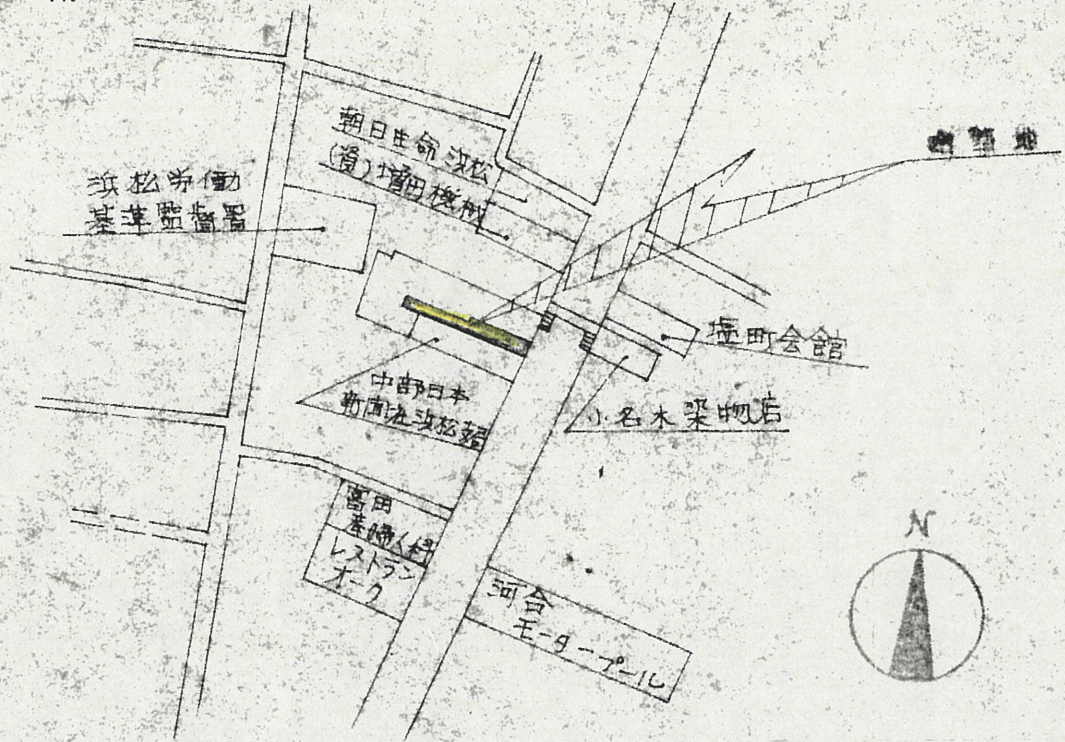 朝日生命浜松
(資)増田機械
浜松労働
基準監督署
塩町会館
中部日本
新聞社浜松支局
小名木染物店
富田
産婦人科
レストラン
オーク
河合
モータープール
N